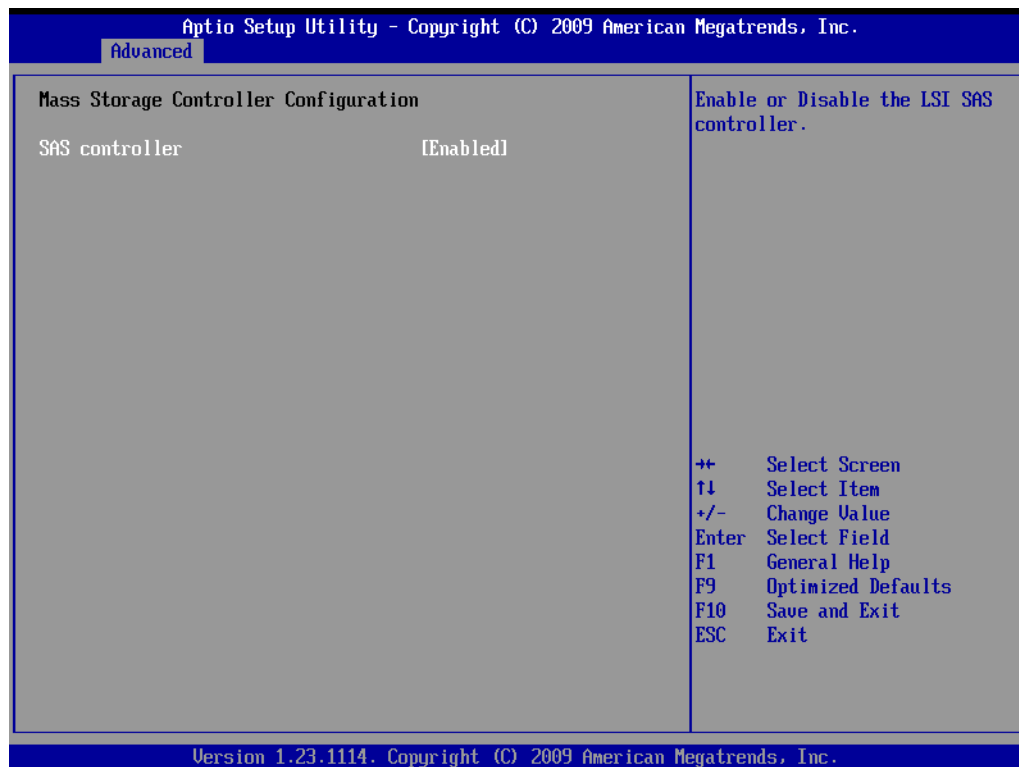 Aptio Setup Utility - Copyright (C) 2009 American Megatrends, Inc.
Advanced
Mass Storage Controller Configuration
SAS controller [Enabled]
Enable or Disable the LSI SAS
controller.
→← Select Screen
↑↓ Select Item
+/- Change Value
Enter Select Field
F1 General Help
F9 Optimized Defaults
F10 Save and Exit
ESC Exit
Version 1.23.1114. Copyright (C) 2009 American Megatrends, Inc.